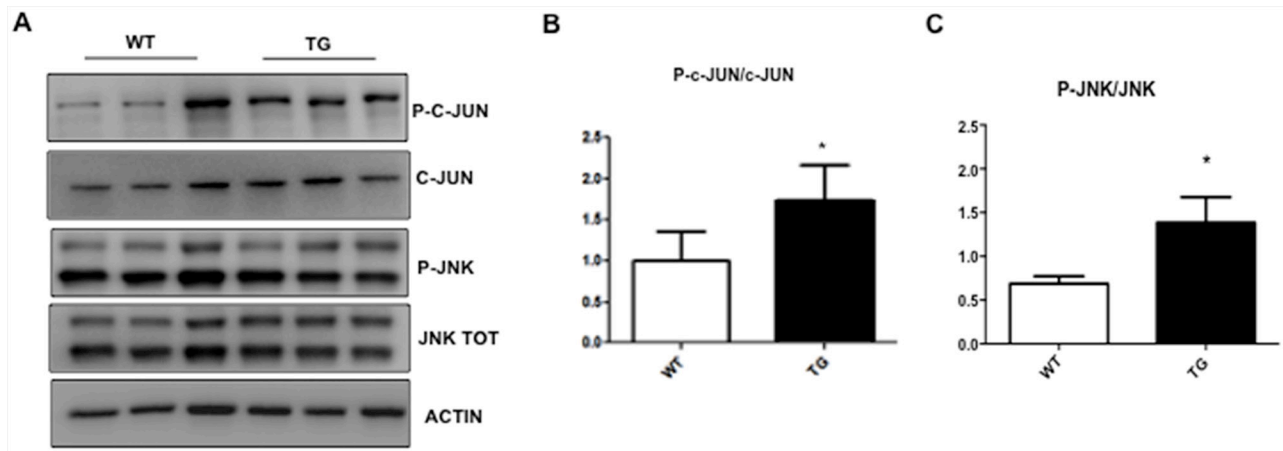 A
WT TG
P-C-JUN
C-JUN
P-JNK
JNK TOT
ACTIN
B
P-c-JUN/c-JUN
2.5
2.0
1.5
1.0
0.5
0.0
*
WT TG
C
P-JNK/JNK
2.5
2.0
1.5
1.0
0.5
0.0
*
WT TG